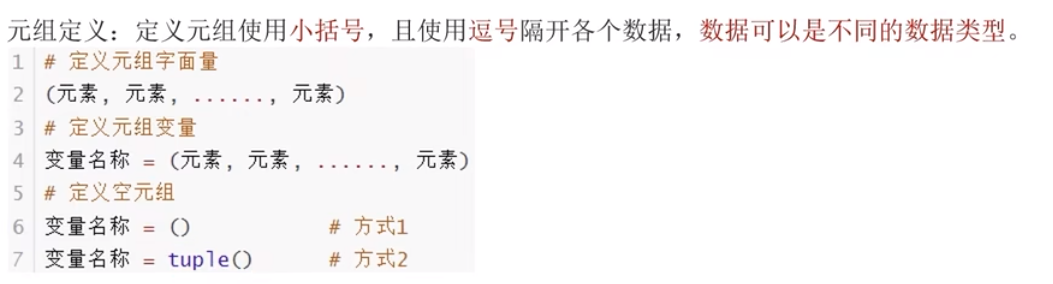 元组定义：定义元组使用小括号，且使用逗号隔开各个数据，数据可以是不同的数据类型。
1 # 定义元组字面量
2 (元素, 元素, ......, 元素)
3 # 定义元组变量
4 变量名称 = (元素, 元素, ......, 元素)
5 # 定义空元组
6 变量名称 = () # 方式1
7 变量名称 = tuple() # 方式2